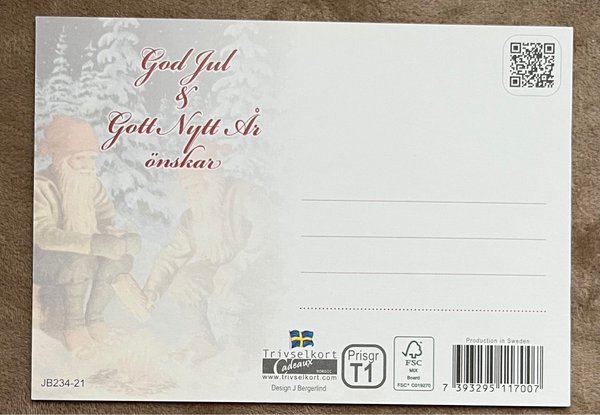 God Jul
&
Gott Nytt År
önskar
Trivselkort
Cadeaux NORDIC
www.trivselkort.com
Design J Bergerlind
Prisgr
T1
FSC
MIX
Board
FSC® C019270
Production in Sweden
7 393295 117007
JB234-21